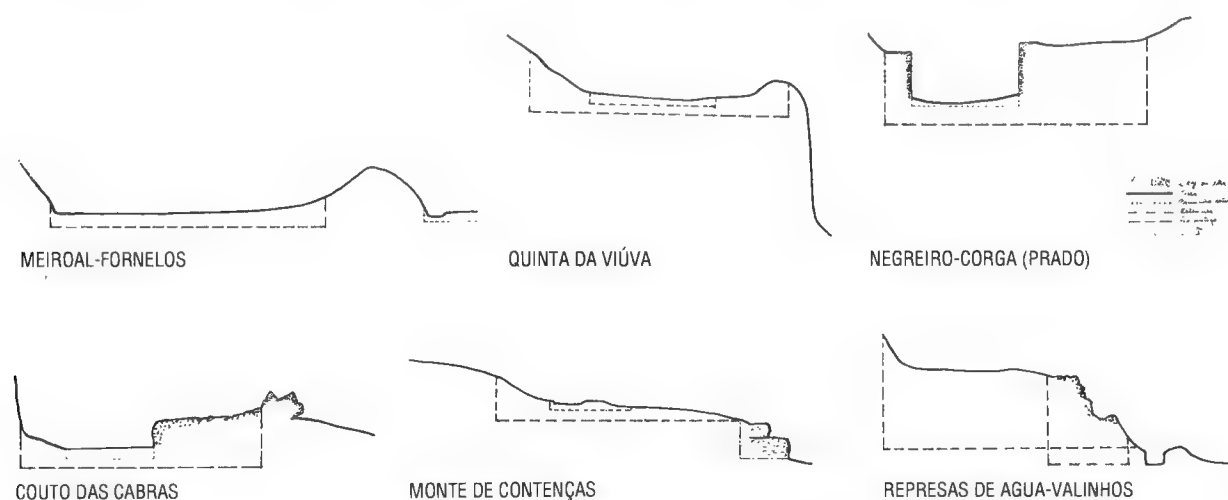 MEIROAL-FORNELOS
QUINTA DA VIÚVA
NEGREIRO-CORGA (PRADO)
COUTO DAS CABRAS
MONTE DE CONTENÇAS
REPRESAS DE AGUA-VALINHOS